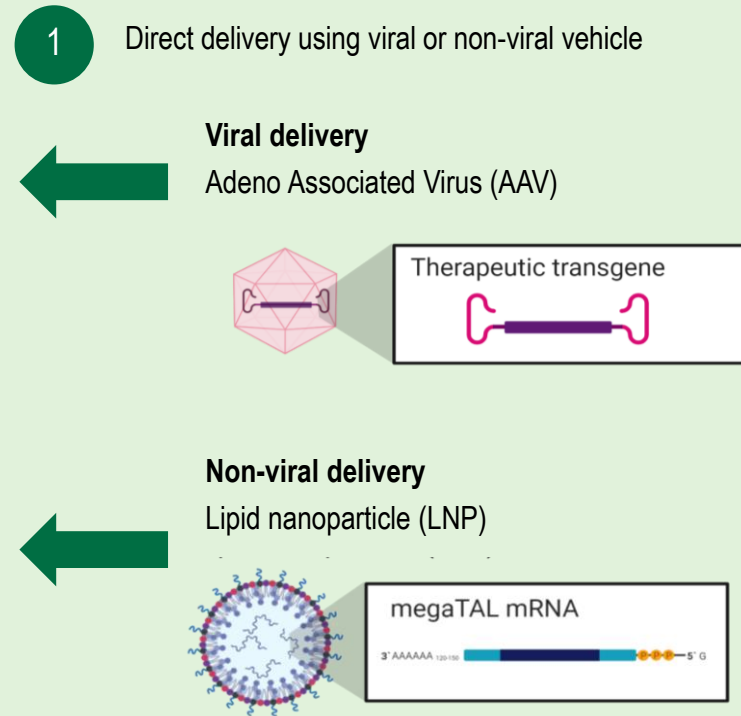 1
Direct delivery using viral or non-viral vehicle
Viral delivery
Adeno Associated Virus (AAV)
Therapeutic transgene
Non-viral delivery
Lipid nanoparticle (LNP)
megaTAL mRNA
3` AAAAAA 120-150 P-P-P 5` G